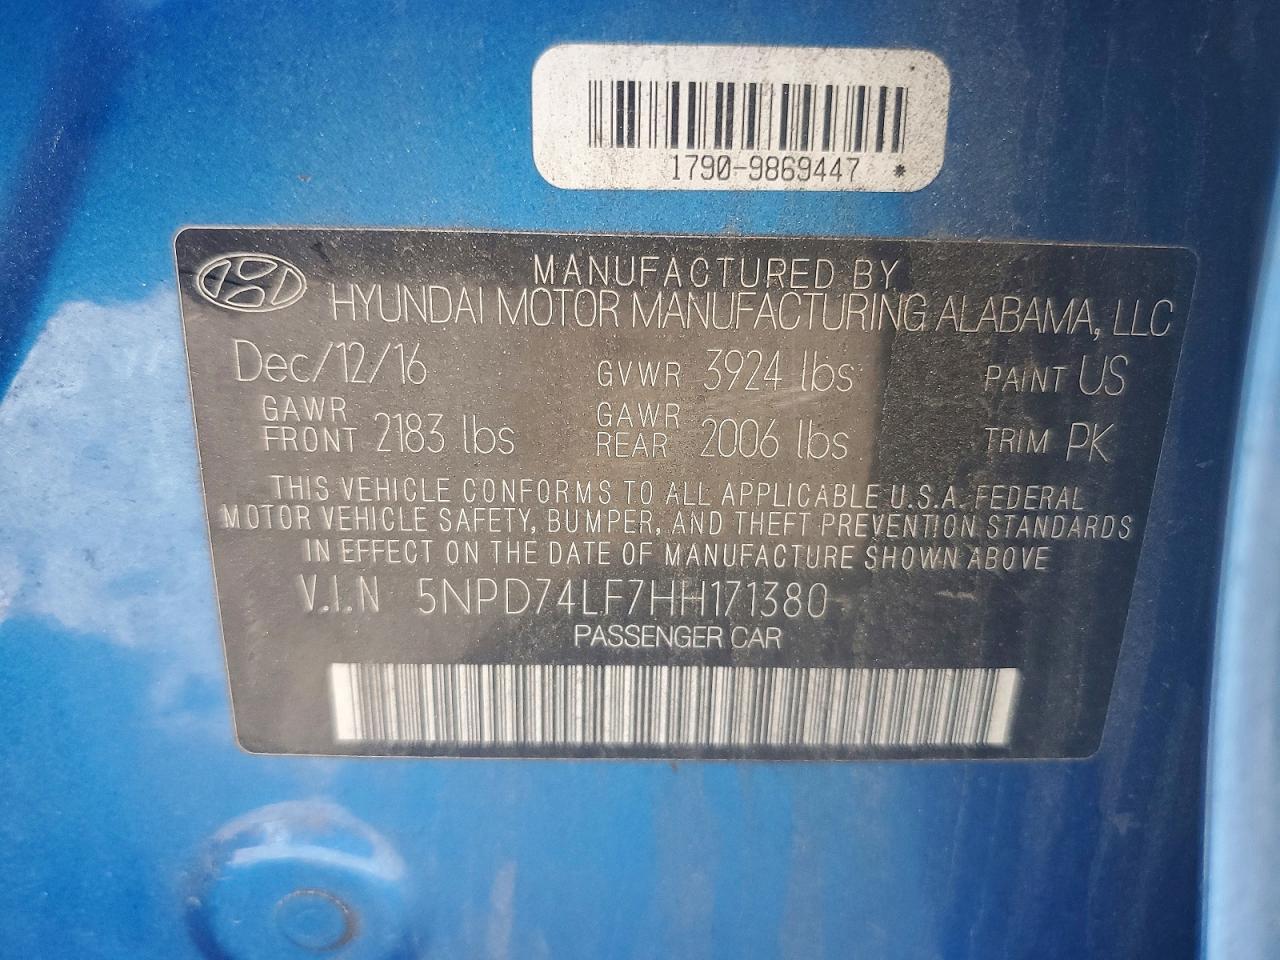 1790-9869447 *
MANUFACTURED BY
HYUNDAI MOTOR MANUFACTURING ALABAMA, LLC
Dec/12/16 GVWR 3924 lbs PAINT US
GAWR FRONT 2183 lbs GAWR REAR 2006 lbs TRIM PK
THIS VEHICLE CONFORMS TO ALL APPLICABLE U.S.A. FEDERAL
MOTOR VEHICLE SAFETY, BUMPER, AND THEFT PREVENTION STANDARDS
IN EFFECT ON THE DATE OF MANUFACTURE SHOWN ABOVE
V.I.N 5NPD74LF7HH171380
PASSENGER CAR